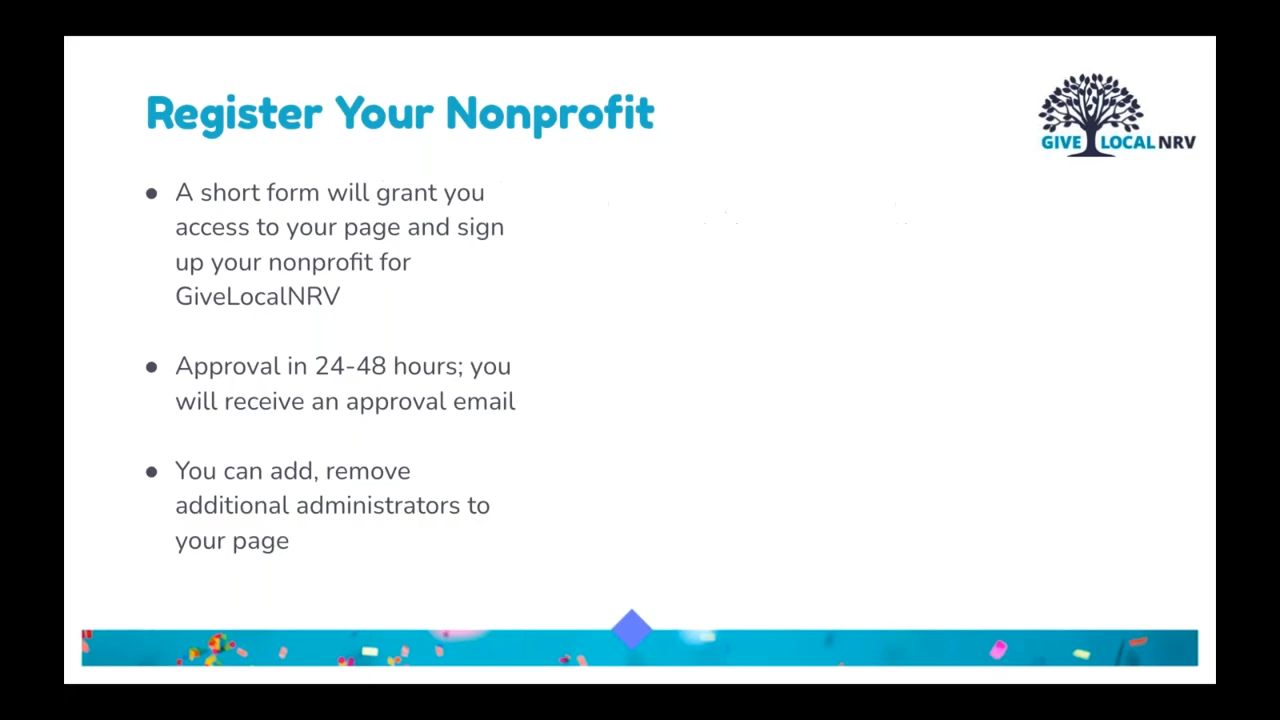 Register Your Nonprofit
GIVE LOCAL NRV
● A short form will grant you
access to your page and sign
up your nonprofit for
GiveLocalNRV
● Approval in 24-48 hours; you
will receive an approval email
● You can add, remove
additional administrators to
your page